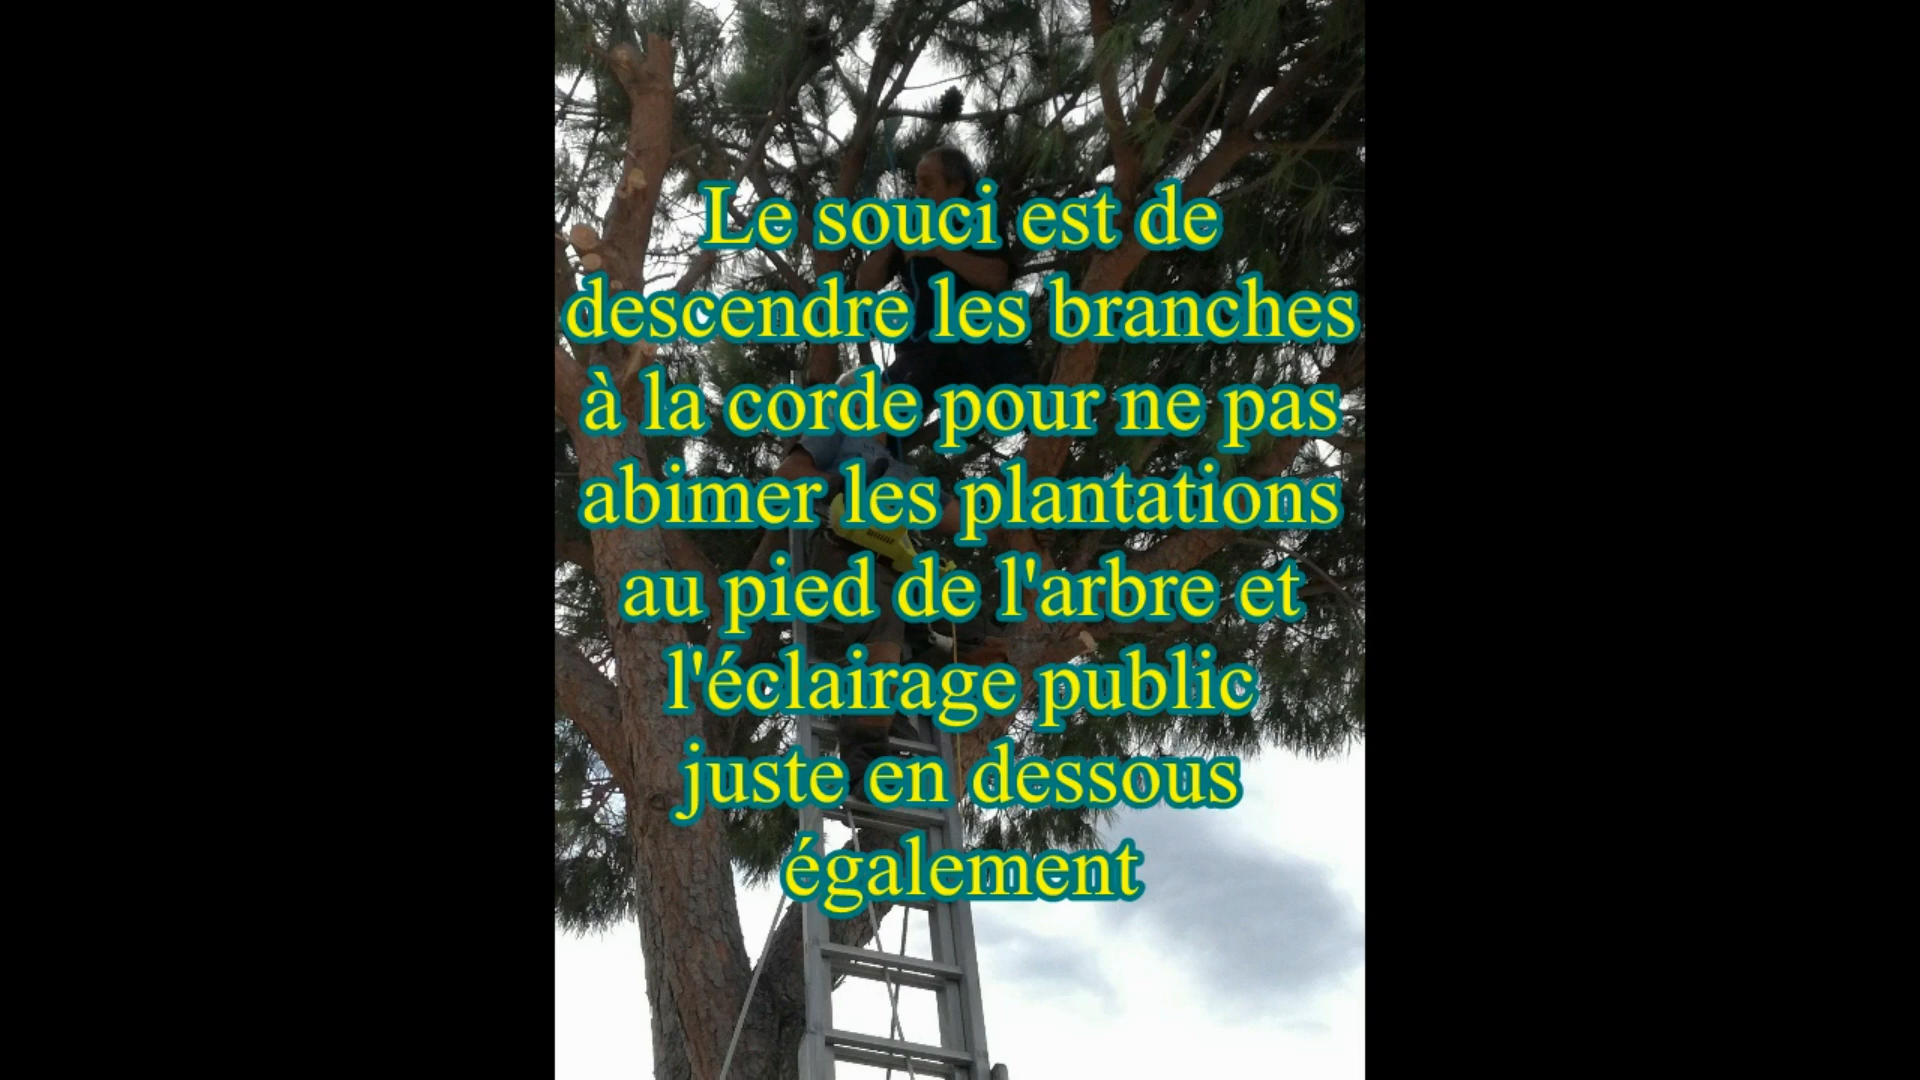 Le souci est de
descendre les branches
à la corde pour ne pas
abimer les plantations
au pied de l'arbre et
l'éclairage public
juste en dessous
également